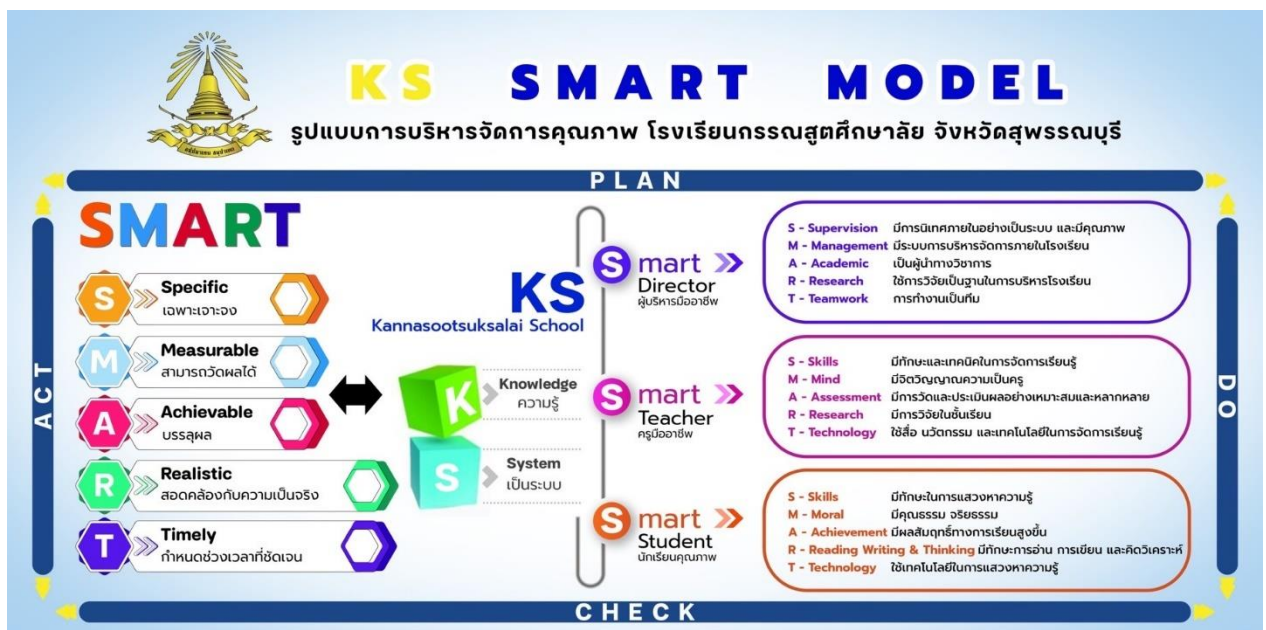 KS SMART MODEL
รูปแบบการบริหารจัดการคุณภาพ โรงเรียนกรรณสูตศึกษาลัย จังหวัดสุพรรณบุรี
PLAN
ACT
DO
CHECK
SMART
S
Specific
เฉพาะเจาะจง
M
Measurable
สามารถวัดผลได้
A
Achievable
บรรลุผล
R
Realistic
สอดคล้องกับความเป็นจริง
T
Timely
กำหนดช่วงเวลาที่ชัดเจน
KS
Kannasootsuksalai School
K
Knowledge
ความรู้
S
System
เป็นระบบ
Smart
Director
ผู้บริหารมืออาชีพ
S - Supervision มีการนิเทศภายในอย่างเป็นระบบ และมีคุณภาพ
M - Management มีระบบการบริหารจัดการภายในโรงเรียน
A - Academic เป็นผู้นำทางวิชาการ
R - Research ใช้การวิจัยเป็นฐานในการบริหารโรงเรียน
T - Teamwork การทำงานเป็นทีม
Smart
Teacher
ครูมืออาชีพ
S - Skills มีทักษะและเทคนิคในการจัดการเรียนรู้
M - Mind มีจิตวิญญาณความเป็นครู
A - Assessment มีการวัดและประเมินผลอย่างเหมาะสมและหลากหลาย
R - Research มีการวิจัยในชั้นเรียน
T - Technology ใช้สื่อ นวัตกรรม และเทคโนโลยีในการจัดการเรียนรู้
Smart
Student
นักเรียนคุณภาพ
S - Skills มีทักษะในการแสวงหาความรู้
M - Moral มีคุณธรรม จริยธรรม
A - Achievement มีผลสัมฤทธิ์ทางการเรียนสูงขึ้น
R - Reading Writing & Thinking มีทักษะการอ่าน การเขียน และคิดวิเคราะห์
T - Technology ใช้เทคโนโลยีในการแสวงหาความรู้